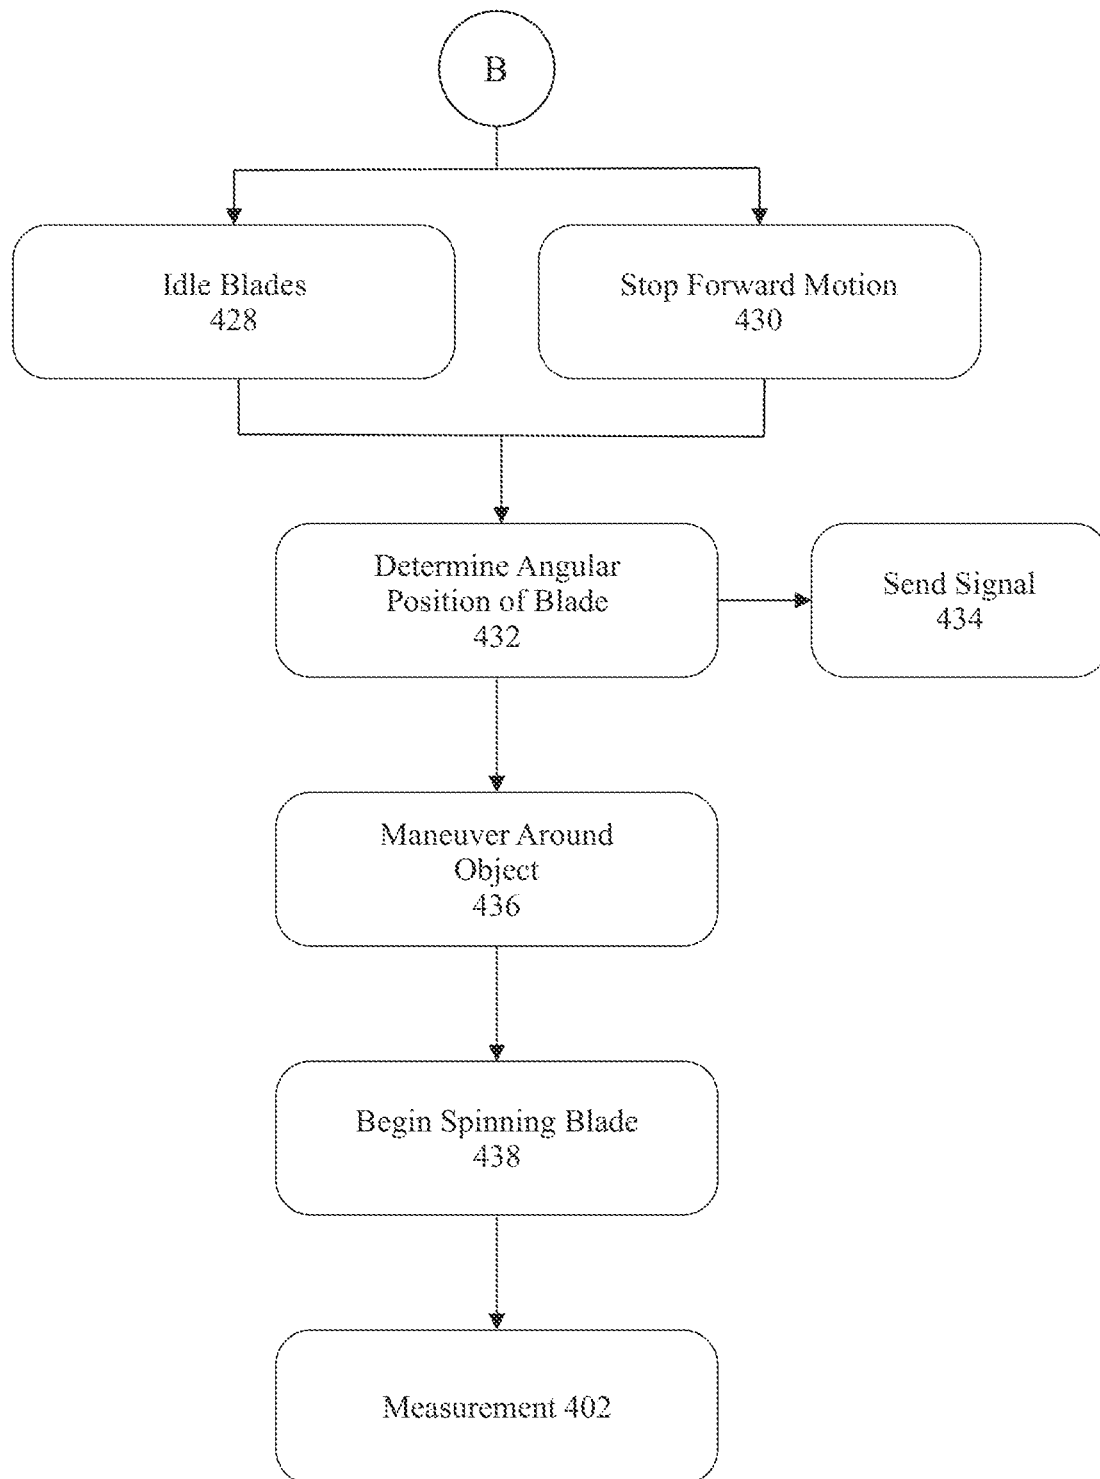 B
Idle Blades
428
Stop Forward Motion
430
Determine Angular
Position of Blade
432
Send Signal
434
Maneuver Around
Object
436
Begin Spinning Blade
438
Measurement 402